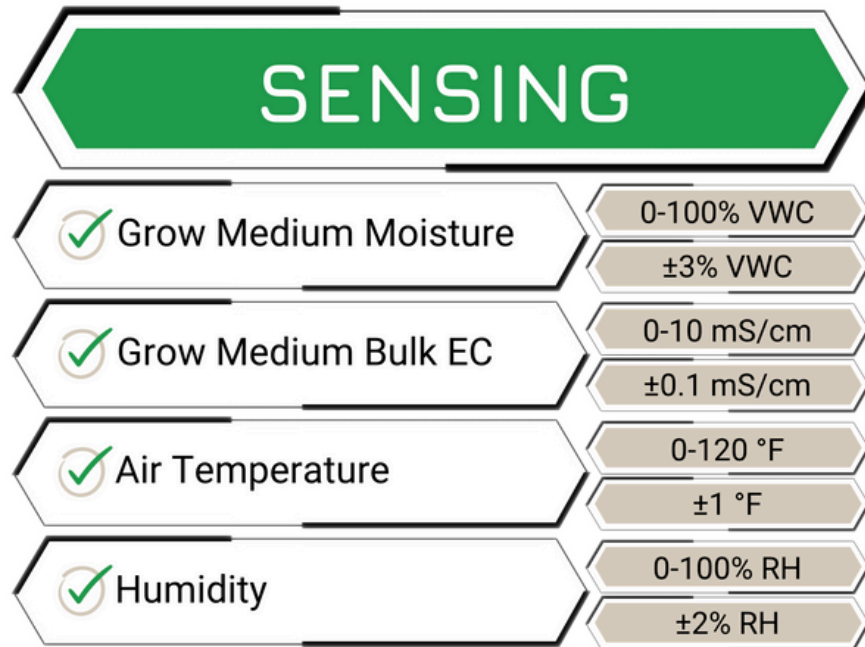 SENSING
Grow Medium Moisture
0-100% VWC
±3% VWC
Grow Medium Bulk EC
0-10 mS/cm
±0.1 mS/cm
Air Temperature
0-120 °F
±1 °F
Humidity
0-100% RH
±2% RH